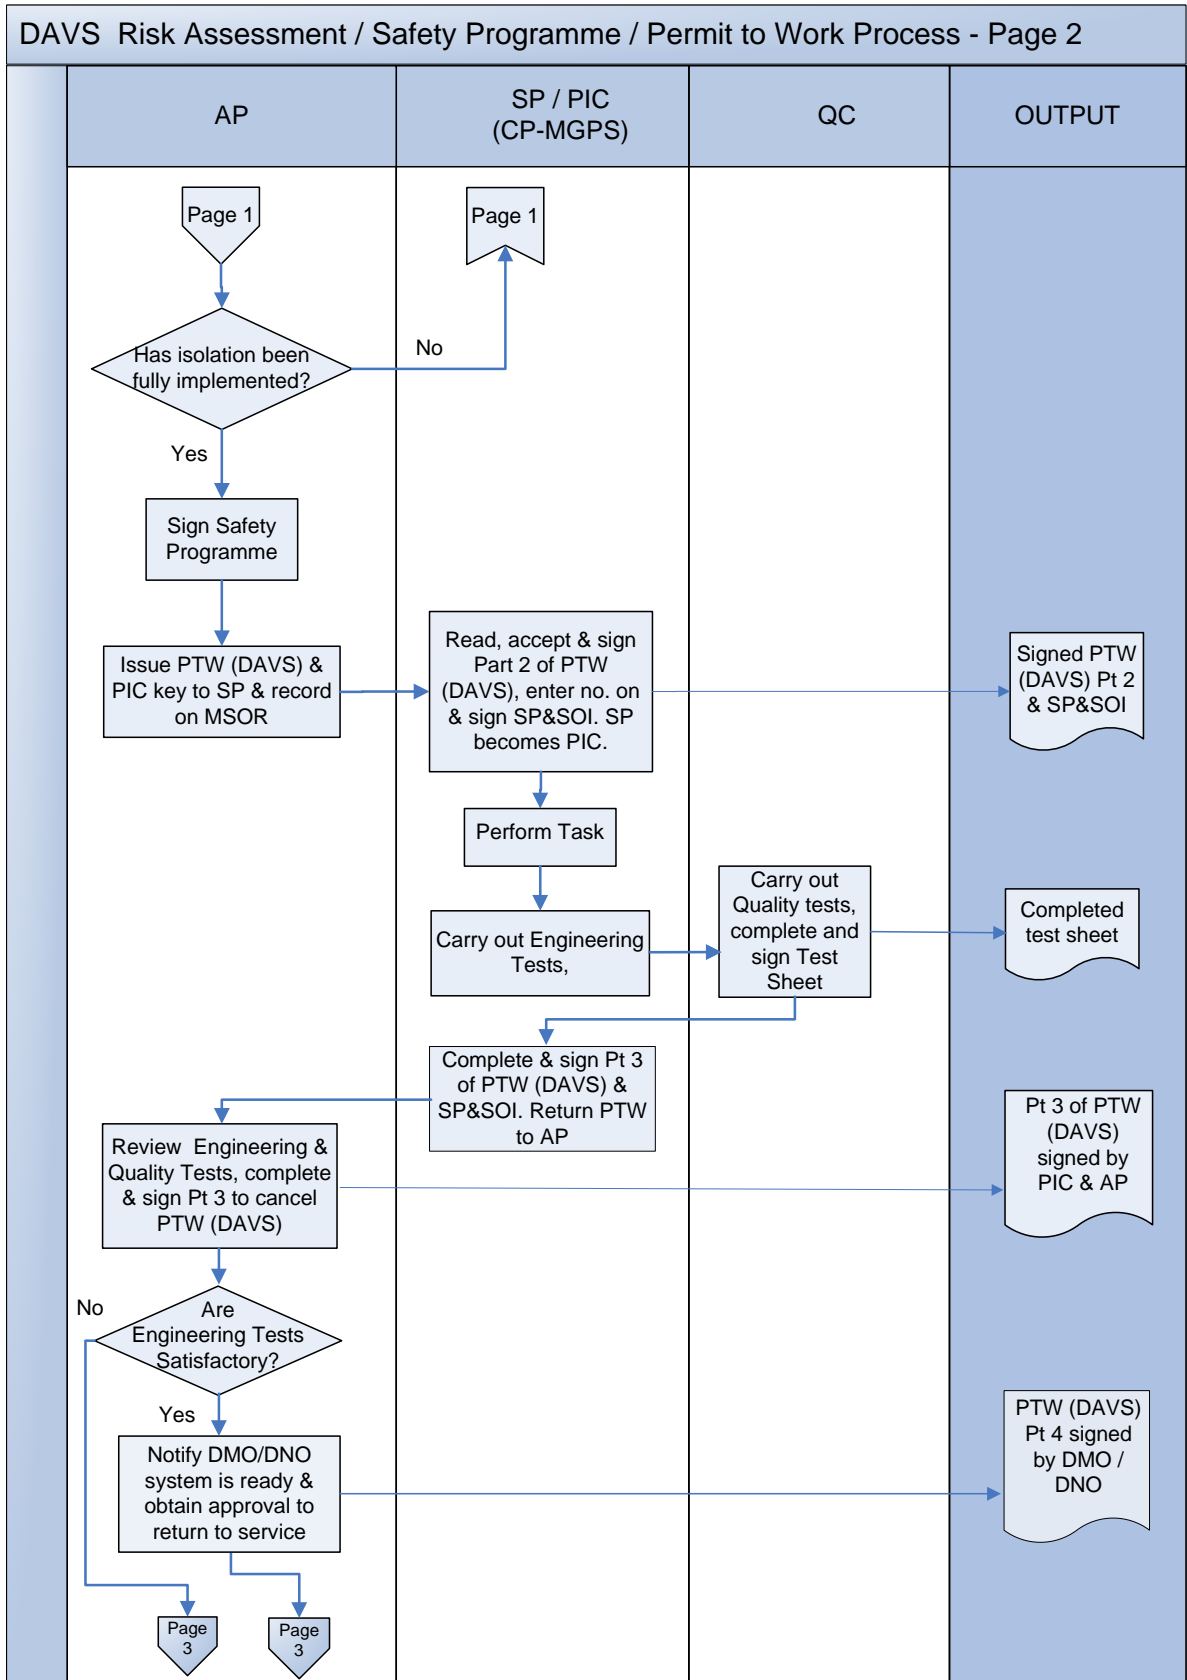 DAVS Risk Assessment / Safety Programme / Permit to Work Process - Page 2
AP
SP / PIC
(CP-MGPS)
QC
OUTPUT
Page 1
Page 1
Has isolation been
fully implemented?
No
Yes
Sign Safety
Programme
Issue PTW (DAVS) &
PIC key to SP & record
on MSOR
Read, accept & sign
Part 2 of PTW
(DAVS), enter no. on
& sign SP&SOI. SP
becomes PIC.
Signed PTW
(DAVS) Pt 2
& SP&SOI
Perform Task
Carry out Engineering
Tests,
Carry out
Quality tests,
complete and
sign Test
Sheet
Completed
test sheet
Complete & sign Pt 3
of PTW (DAVS) &
SP&SOI. Return PTW
to AP
Review Engineering &
Quality Tests, complete
& sign Pt 3 to cancel
PTW (DAVS)
Pt 3 of PTW
(DAVS)
signed by
PIC & AP
No
Are
Engineering Tests
Satisfactory?
Yes
Notify DMO/DNO
system is ready &
obtain approval to
return to service
PTW (DAVS)
Pt 4 signed
by DMO /
DNO
Page
3
Page
3